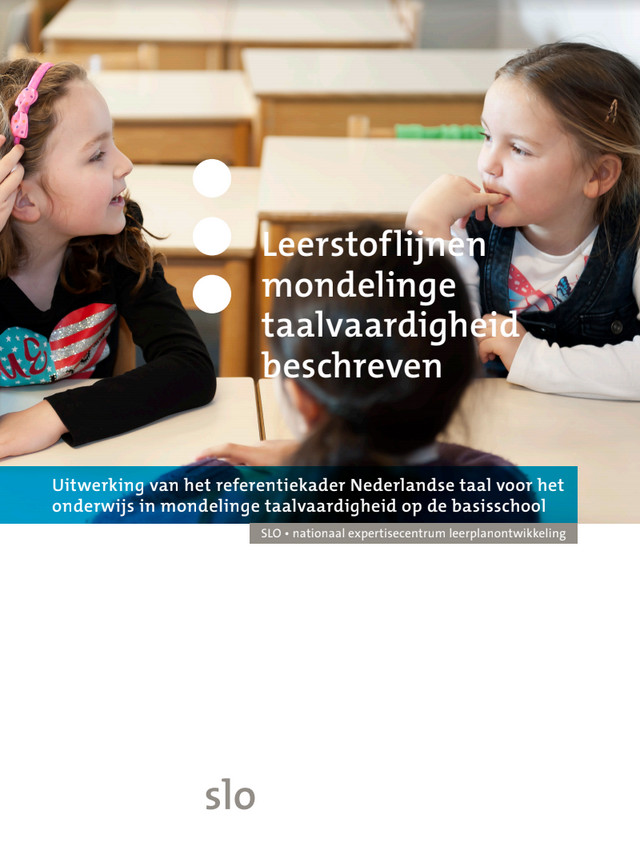 Leerstoflijnen
mondelinge
taalvaardigheid
beschreven
Uitwerking van het referentiekader Nederlandse taal voor het
onderwijs in mondelinge taalvaardigheid op de basisschool
SLO • nationaal expertisecentrum leerplanontwikkeling
slo